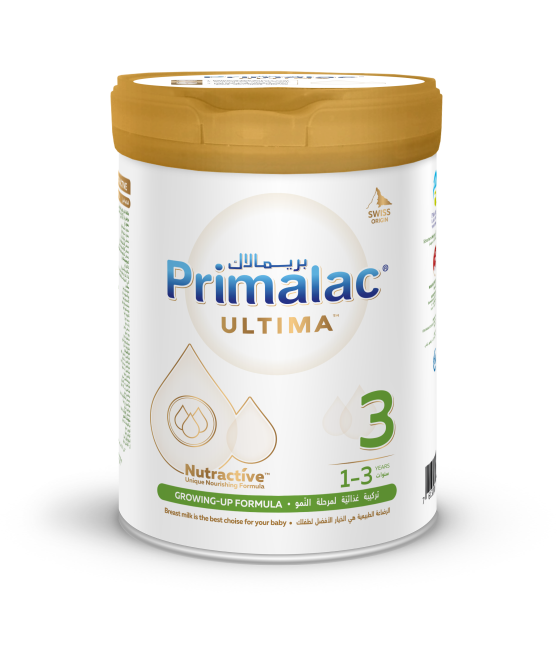 SWISS
ORIGIN
بريمالاك
Primalac®
ULTIMA™
3
Nutractive™
Unique Nourishing Formula
1-3 YEARS
سنوات
GROWING-UP FORMULA • تركيبة غذائية لمرحلة النمو
Breast milk is the best choise for your baby • الرضاعة الطبيعية هي الخيار الأفضل لطفلك